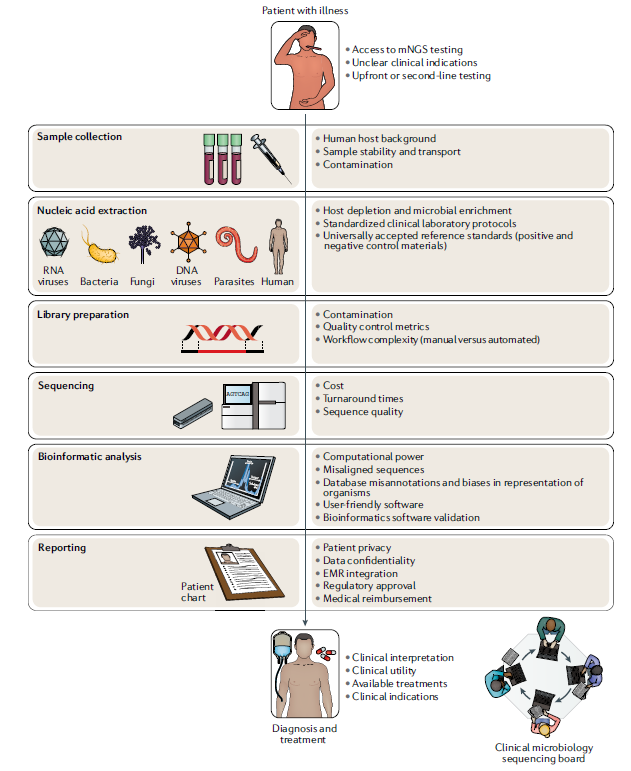 Patient with illness
• Access to mNGS testing
• Unclear clinical indications
• Upfront or second-line testing
Sample collection
• Human host background
• Sample stability and transport
• Contamination
Nucleic acid extraction
RNA
viruses
Bacteria
Fungi
DNA
viruses
Parasites
Human
• Host depletion and microbial enrichment
• Standardized clinical laboratory protocols
• Universally accepted reference standards (positive and
negative control materials)
Library preparation
• Contamination
• Quality control metrics
• Workflow complexity (manual versus automated)
Sequencing
AGTCAG
• Cost
• Turnaround times
• Sequence quality
Bioinformatic analysis
• Computational power
• Misaligned sequences
• Database misannotations and biases in representation of
organisms
• User-friendly software
• Bioinformatics software validation
Reporting
Patient
chart
• Patient privacy
• Data confidentiality
• EMR integration
• Regulatory approval
• Medical reimbursement
• Clinical interpretation
• Clinical utility
• Available treatments
• Clinical indications
Diagnosis and
treatment
Clinical microbiology
sequencing board